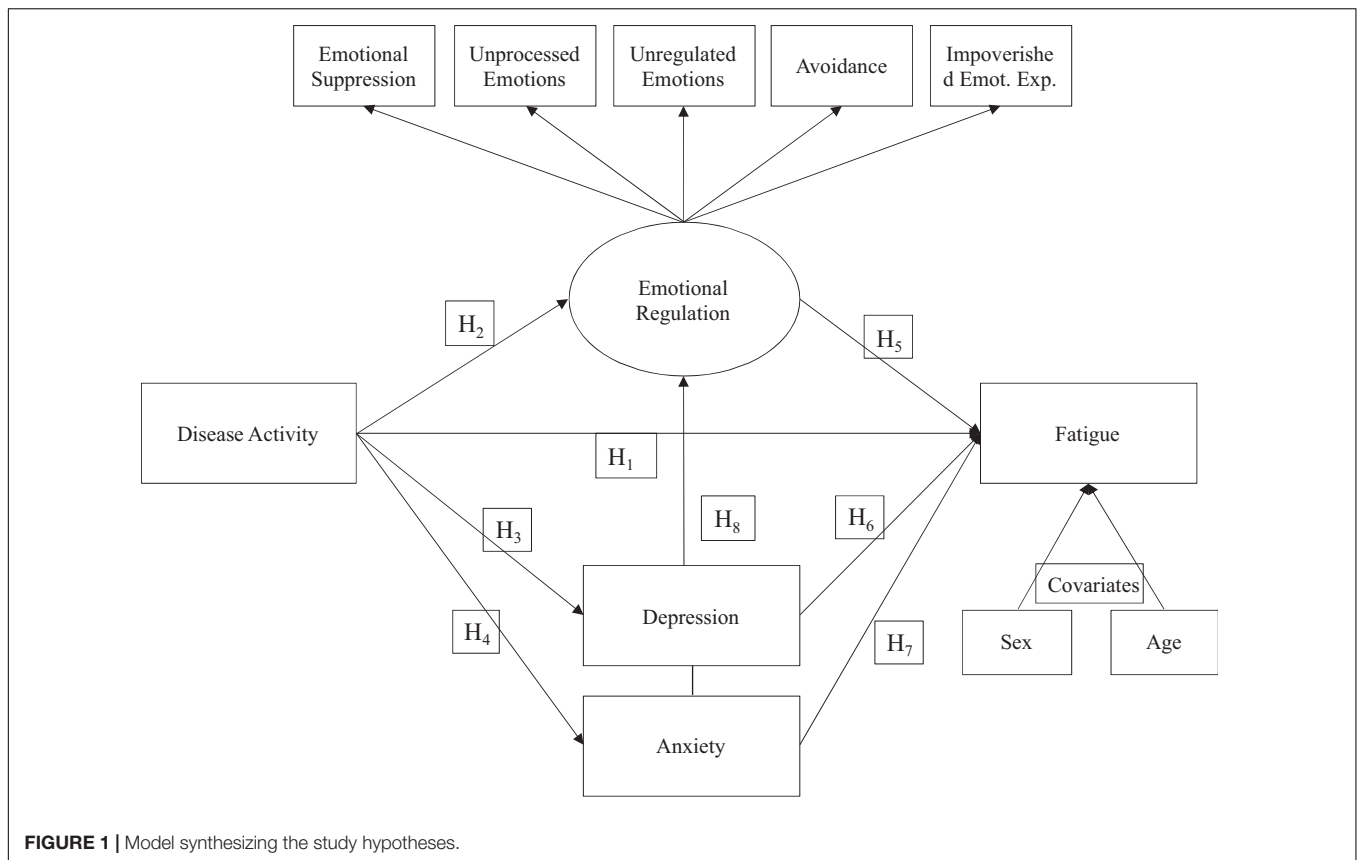 Emotional
Suppression
Unprocessed
Emotions
Unregulated
Emotions
Avoidance
Impoverishe
d Emot. Exp.
Emotional
Regulation
H₂
H₅
Disease Activity
Fatigue
H₁
H₃
H₈
H₆
Covariates
Depression
H₄
H₇
Sex
Age
Anxiety
FIGURE 1 | Model synthesizing the study hypotheses.